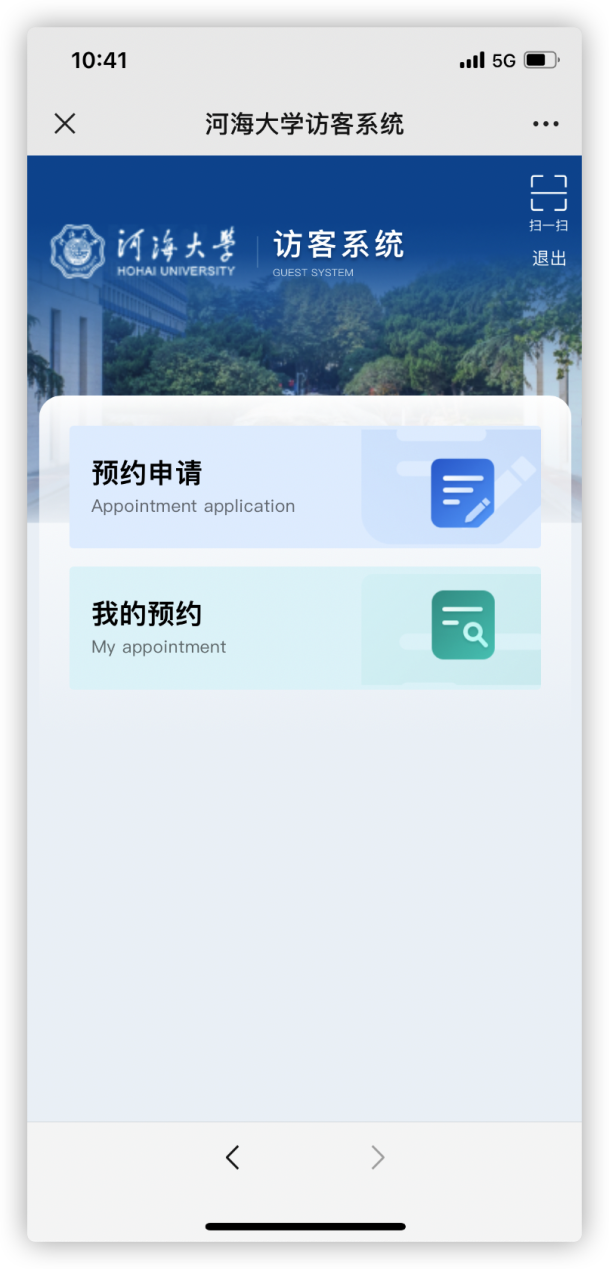 10:41
5G
河海大学访客系统
扫一扫
退出
河海大學
HOHAI UNIVERSITY
访客系统
GUEST SYSTEM
预约申请
Appointment application
我的预约
My appointment